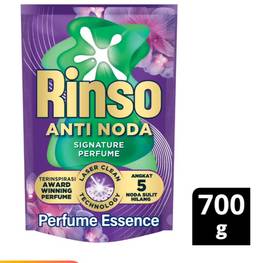 Rinso
ANTI NODA
SIGNATURE
PERFUME
TERINSPIRASI
AWARD
WINNING
PERFUME
LASER CLEAN
TECHNOLOGY
ANGKAT
5
NODA SULIT
HILANG
Perfume Essence
700
g